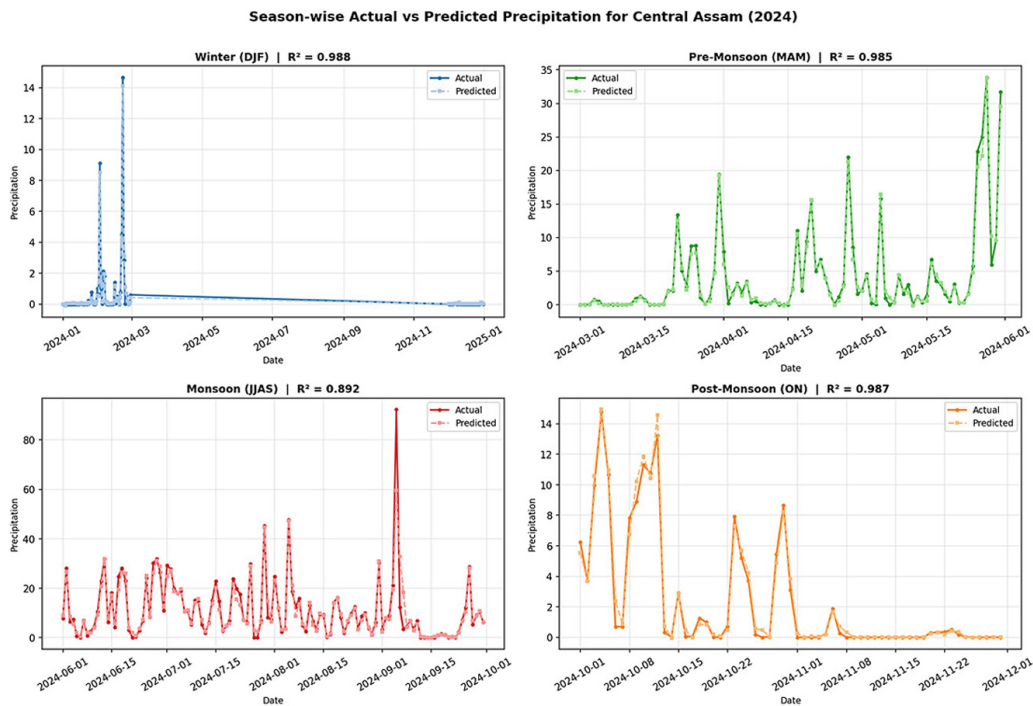 Season-wise Actual vs Predicted Precipitation for Central Assam (2024)
Winter (DJF) | R² = 0.988
Actual
Predicted
Precipitation
14
12
10
8
6
4
2
0
2024-01
2024-03
2024-05
2024-07
2024-09
2024-11
2025-01
Date
Pre-Monsoon (MAM) | R² = 0.985
Actual
Predicted
Precipitation
35
30
25
20
15
10
5
0
2024-03-01
2024-03-15
2024-04-01
2024-04-15
2024-05-01
2024-05-15
2024-06-01
Date
Monsoon (JJAS) | R² = 0.892
Actual
Predicted
Precipitation
80
60
40
20
0
2024-06-01
2024-06-15
2024-07-01
2024-07-15
2024-08-01
2024-08-15
2024-09-01
2024-09-15
2024-10-01
Date
Post-Monsoon (ON) | R² = 0.987
Actual
Predicted
Precipitation
14
12
10
8
6
4
2
0
2024-10-01
2024-10-08
2024-10-15
2024-10-22
2024-11-01
2024-11-08
2024-11-15
2024-11-22
2024-12-01
Date